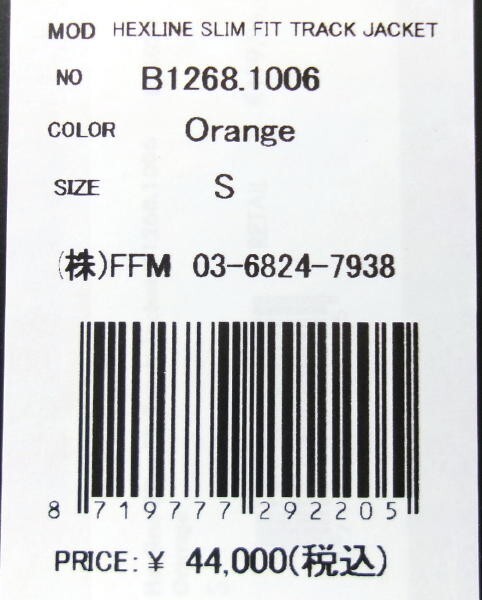 MOD HEXLINE SLIM FIT TRACK JACKET
NO B1268.1006
COLOR Orange
SIZE S
(株)FFM 03-6824-7938
8 719777 292205
PRICE: ¥ 44,000(税込)